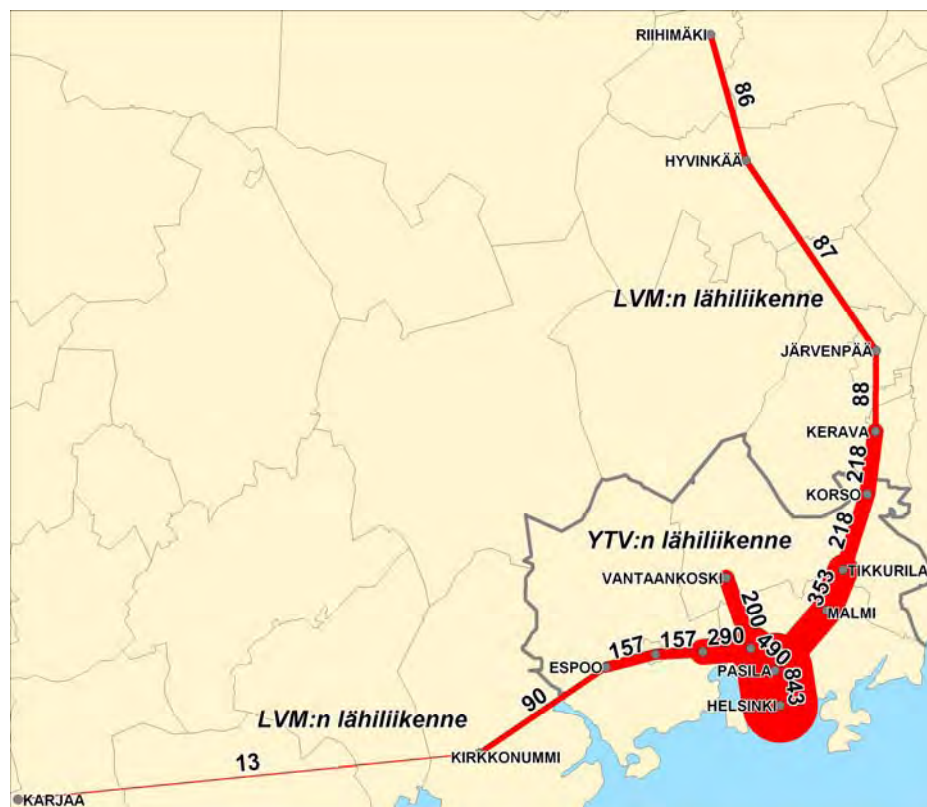 RIIHIMÄKI
86
HYVINKÄÄ
87
LVM:n lähiliikenne
JÄRVENPÄÄ
88
KERAVA
218
KORSO
218
YTV:n lähiliikenne
TIKKURILA
VANTAANKOSKI
353
MALMI
200
290
157
157
490
ESPOO
PASILA
843
HELSINKI
90
LVM:n lähiliikenne
KIRKKONUMMI
13
KARJAA